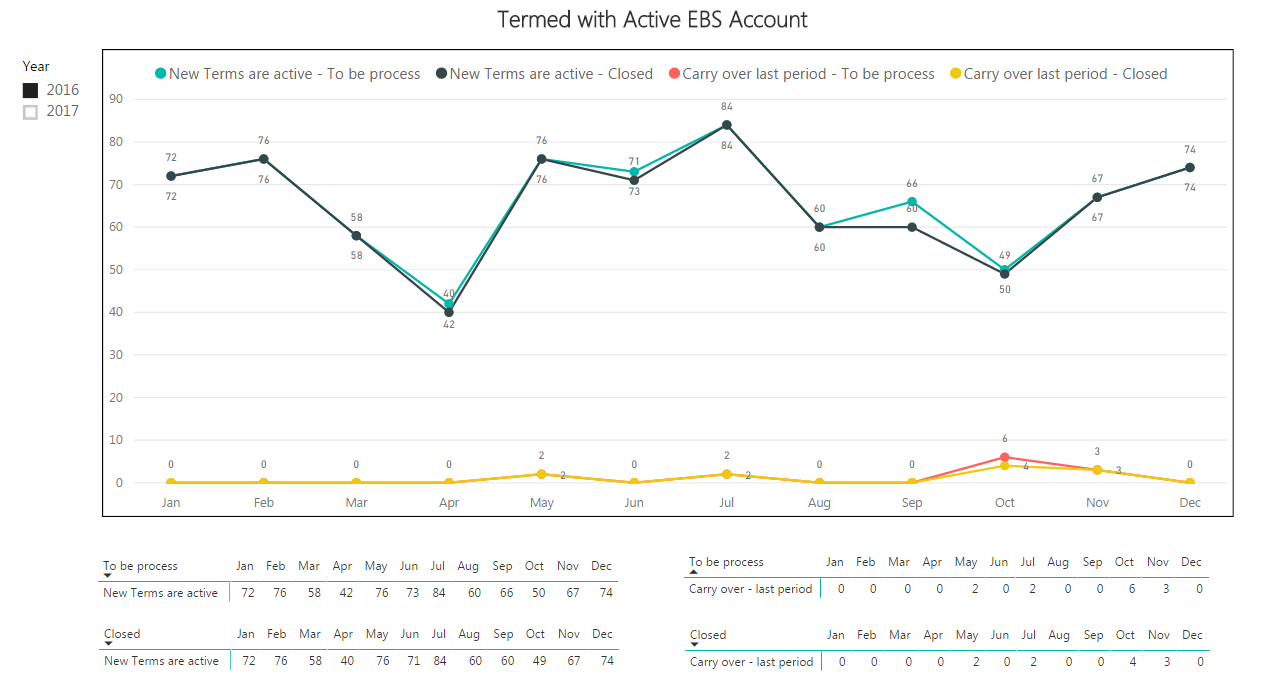 Termed with Active EBS Account
Year
2016
2017
New Terms are active - To be process New Terms are active - Closed Carry over last period - To be process Carry over last period - Closed
90
80
70
60
50
40
30
20
10
0
72 76 58 40 76 71 84 60 66 49 67 74
72 76 58 42 76 73 84 60 60 50 67 74
0 0 0 0 2 0 2 0 0 6 3 0
2 2 4 3
Jan Feb Mar Apr May Jun Jul Aug Sep Oct Nov Dec
To be process Jan Feb Mar Apr May Jun Jul Aug Sep Oct Nov Dec
New Terms are active 72 76 58 42 76 73 84 60 66 50 67 74
Closed Jan Feb Mar Apr May Jun Jul Aug Sep Oct Nov Dec
New Terms are active 72 76 58 40 76 71 84 60 60 49 67 74
To be process Jan Feb Mar Apr May Jun Jul Aug Sep Oct Nov Dec
Carry over - last period 0 0 0 0 2 0 2 0 0 6 3 0
Closed Jan Feb Mar Apr May Jun Jul Aug Sep Oct Nov Dec
Carry over - last period 0 0 0 0 2 0 2 0 0 4 3 0